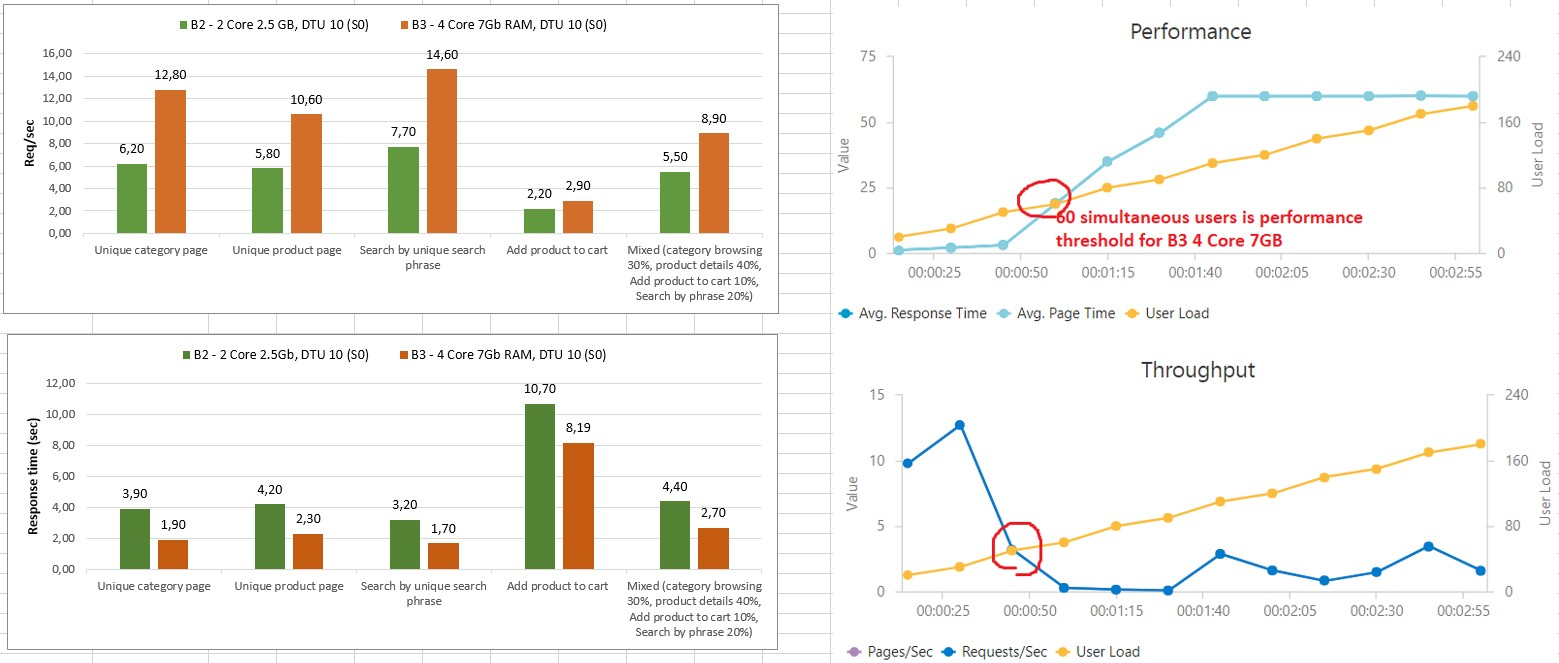 B2 - 2 Core 2.5 GB, DTU 10 (S0) B3 - 4 Core 7Gb RAM, DTU 10 (S0)
Req/sec
16,00
14,00
12,00
10,00
8,00
6,00
4,00
2,00
0,00
6,20 12,80 5,80 10,60 7,70 14,60 2,20 2,90 5,50 8,90
Unique category page Unique product page Search by unique search phrase Add product to cart Mixed (category browsing
30%, product details 40%,
Add product to cart 10%,
Search by phrase 20%)
B2 - 2 Core 2.5Gb, DTU 10 (S0) B3 - 4 Core 7Gb RAM, DTU 10 (S0)
Response time (sec)
12,00
10,00
8,00
6,00
4,00
2,00
0,00
3,90 1,90 4,20 2,30 3,20 1,70 10,70 8,19 4,40 2,70
Unique category page Unique product page Search by unique search phrase Add product to cart Mixed (category browsing
30%, product details 40%,
Add product to cart 10%,
Search by phrase 20%)
Performance
Value
75
50
25
0
240
160
80
0
User Load
60 simultaneous users is performance
threshold for B3 4 Core 7GB
00:00:25 00:00:50 00:01:15 00:01:40 00:02:05 00:02:30 00:02:55
Avg. Response Time Avg. Page Time User Load
Throughput
Value
15
10
5
0
240
160
80
0
User Load
00:00:25 00:00:50 00:01:15 00:01:40 00:02:05 00:02:30 00:02:55
Pages/Sec Requests/Sec User Load